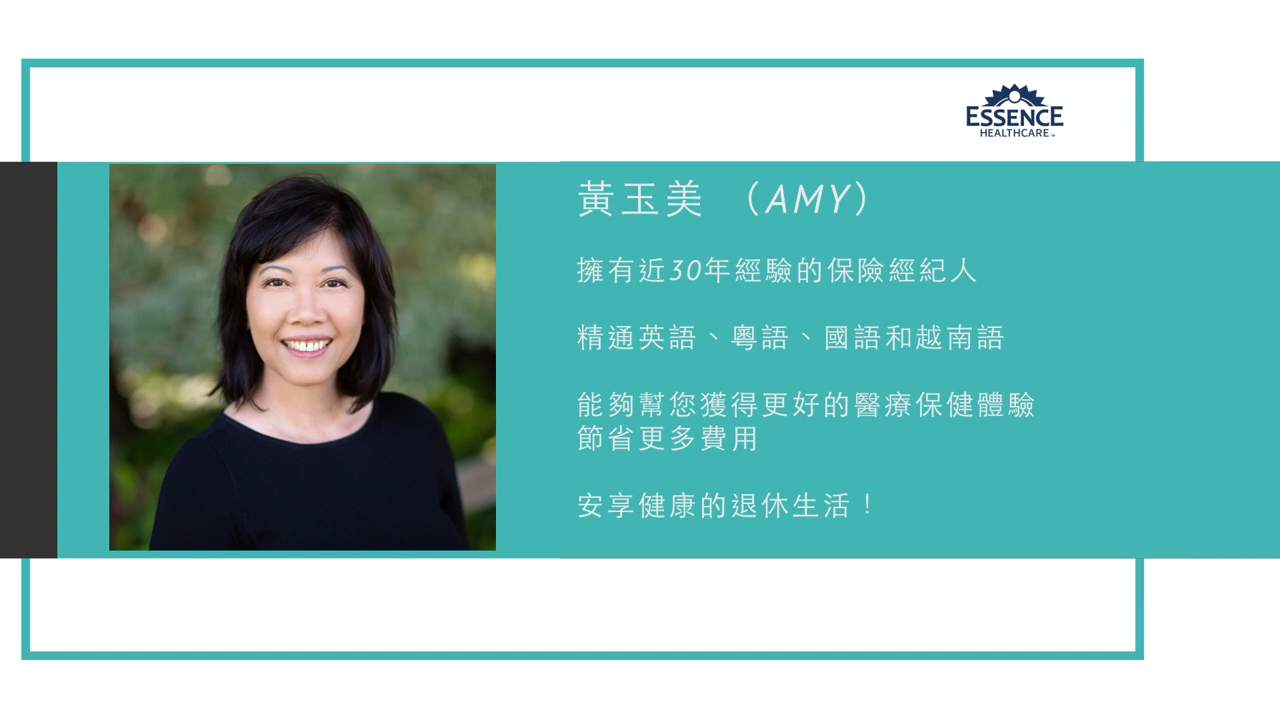 ESSENCE
HEALTHCARE™
黃玉美 （AMY）
擁有近30年經驗的保險經紀人
精通英語、粵語、國語和越南語
能夠幫您獲得更好的醫療保健體驗
節省更多費用
安享健康的退休生活！